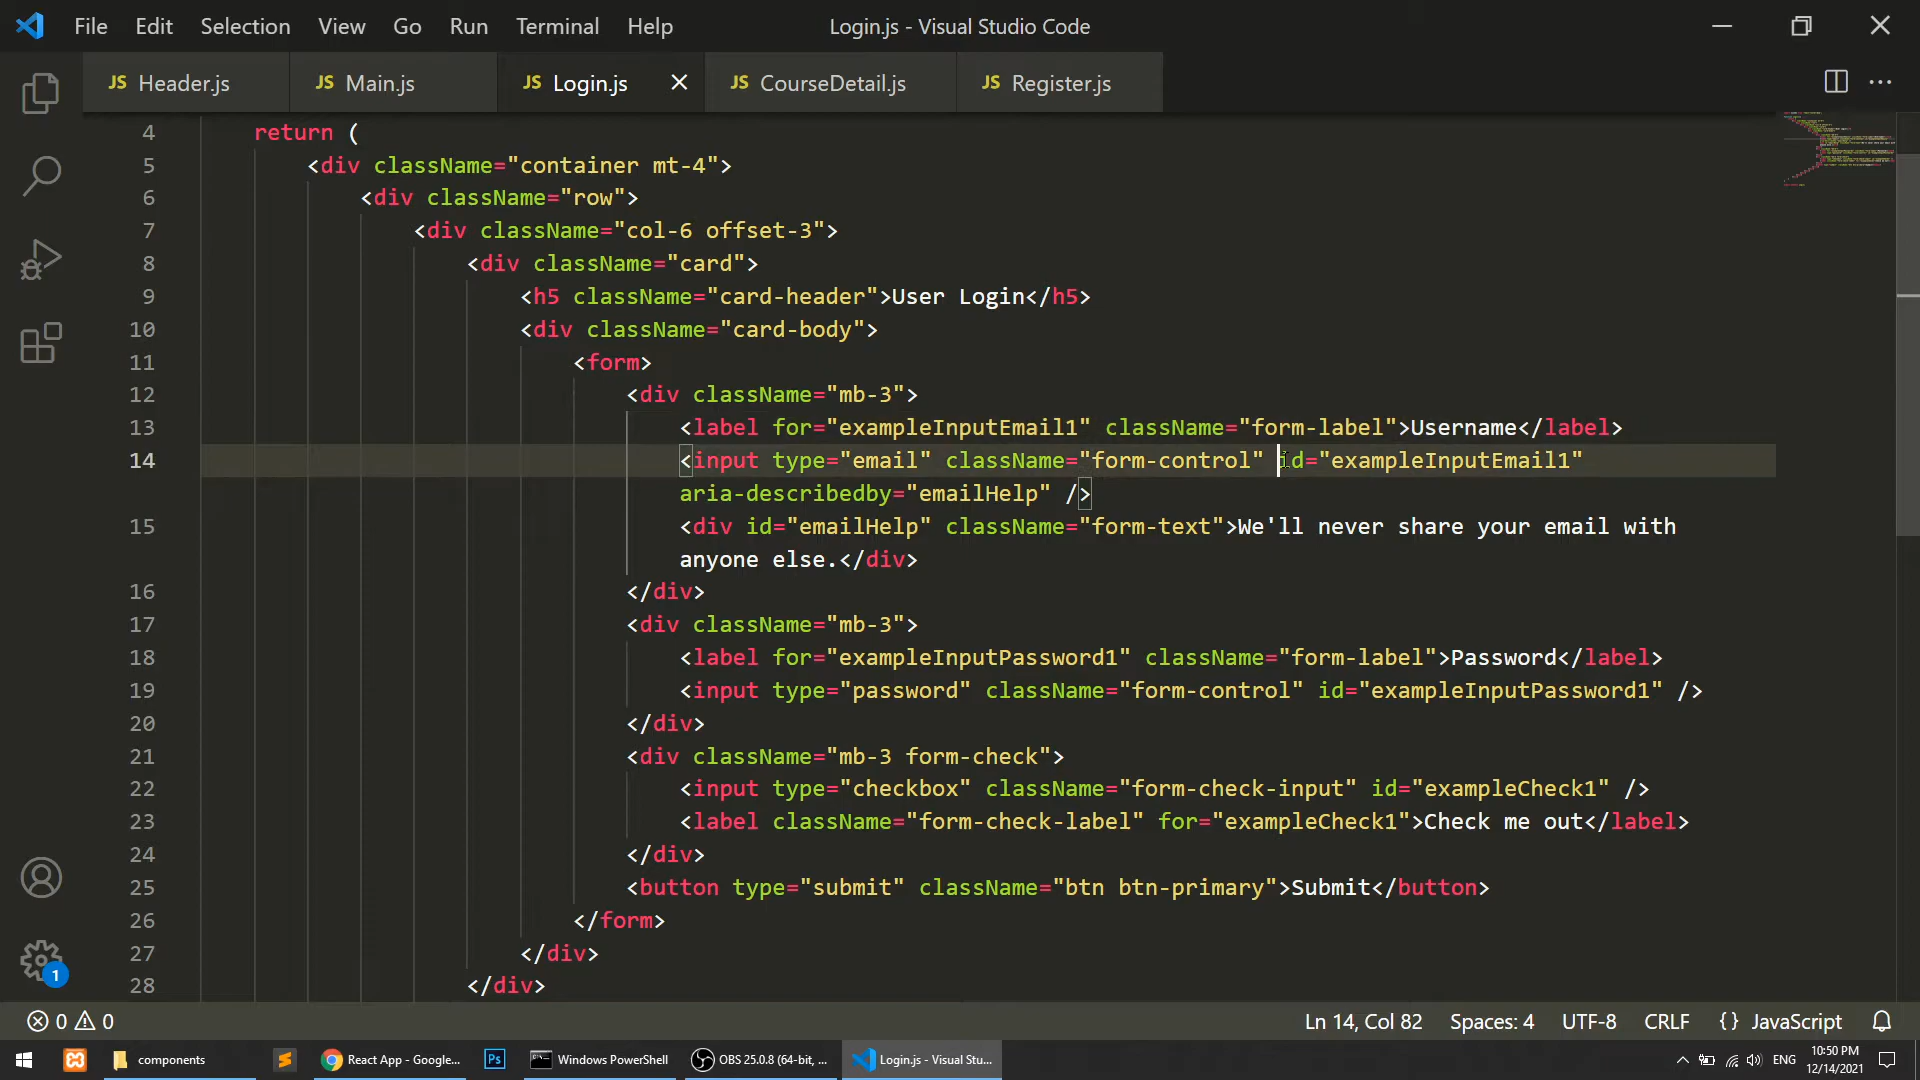 File Edit Selection View Go Run Terminal Help Login.js - Visual Studio Code
JS Header.js JS Main.js JS Login.js JS CourseDetail.js JS Register.js
4 return (
5 <div className="container mt-4">
6 <div className="row">
7 <div className="col-6 offset-3">
8 <div className="card">
9 <h5 className="card-header">User Login</h5>
10 <div className="card-body">
11 <form>
12 <div className="mb-3">
13 <label for="exampleInputEmail1" className="form-label">Username</label>
14 <input type="email" className="form-control" id="exampleInputEmail1"
aria-describedby="emailHelp" />
15 <div id="emailHelp" className="form-text">We'll never share your email with
anyone else.</div>
16 </div>
17 <div className="mb-3">
18 <label for="exampleInputPassword1" className="form-label">Password</label>
19 <input type="password" className="form-control" id="exampleInputPassword1" />
20 </div>
21 <div className="mb-3 form-check">
22 <input type="checkbox" className="form-check-input" id="exampleCheck1" />
23 <label className="form-check-label" for="exampleCheck1">Check me out</label>
24 </div>
25 <button type="submit" className="btn btn-primary">Submit</button>
26 </form>
27 </div>
28 </div>
1
0 0 Ln 14, Col 82 Spaces: 4 UTF-8 CRLF {} JavaScript
components Ps React App - Google... Windows PowerShell OBS 25.0.8 (64-bit, ... Login.js - Visual Stu... ENG 10:50 PM
12/14/2021